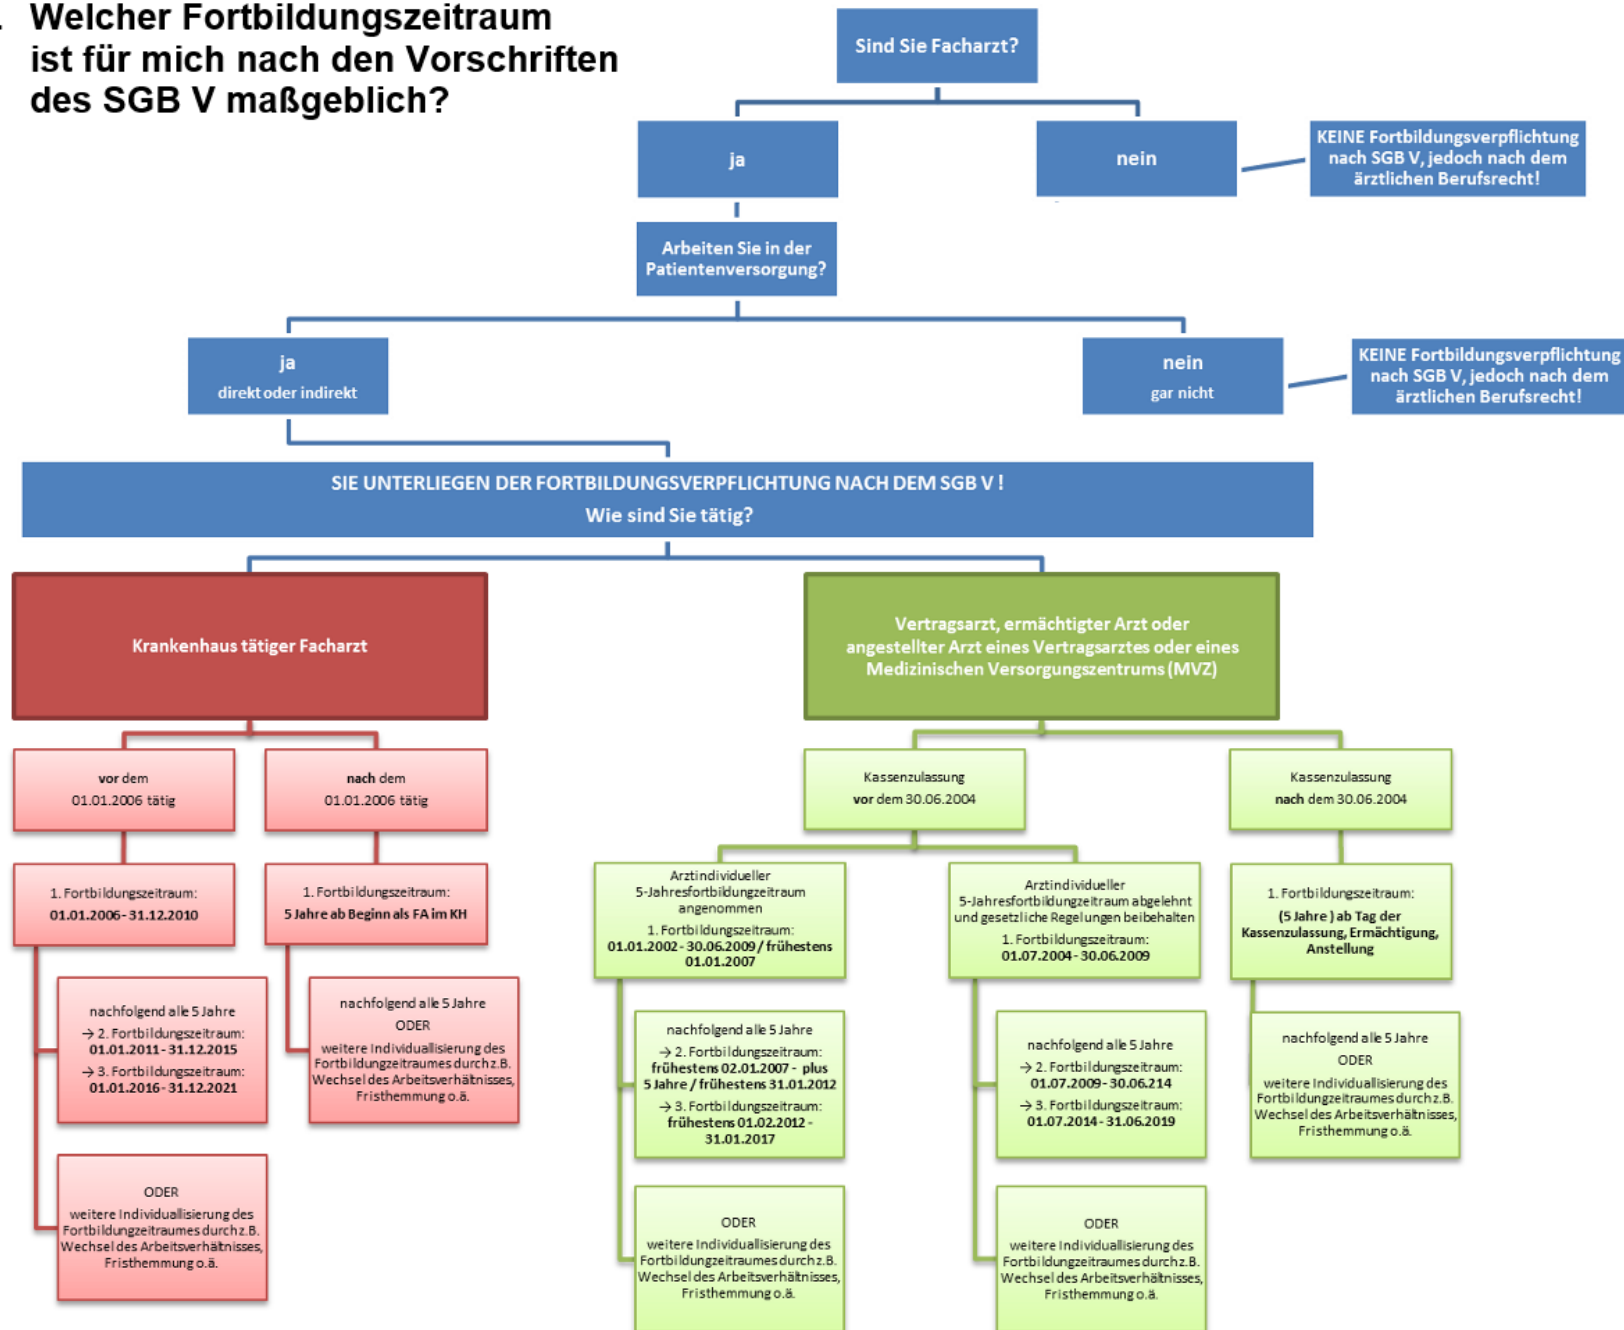 Welcher Fortbildungszeitraum
ist für mich nach den Vorschriften
des SGB V maßgeblich?
Sind Sie Facharzt?
ja
nein
KEINE Fortbildungsverpflichtung
nach SGB V, jedoch nach dem
ärztlichen Berufsrecht!
Arbeiten Sie in der
Patientenversorgung?
ja
direkt oder indirekt
nein
gar nicht
KEINE Fortbildungsverpflichtung
nach SGB V, jedoch nach dem
ärztlichen Berufsrecht!
SIE UNTERLIEGEN DER FORTBILDUNGSVERPFLICHTUNG NACH DEM SGB V !
Wie sind Sie tätig?
Krankenhaus tätiger Facharzt
Vertragsarzt, ermächtigter Arzt oder
angestellter Arzt eines Vertragsarztes oder eines
Medizinischen Versorgungszentrums (MVZ)
vor dem
01.01.2006 tätig
nach dem
01.01.2006 tätig
Kassenzulassung
vor dem 30.06.2004
Kassenzulassung
nach dem 30.06.2004
1. Fortbildungszeitraum:
01.01.2006 - 31.12.2010
1. Fortbildungszeitraum:
5 Jahre ab Beginn als FA im KH
Arztindividueller
5-Jahresfortbildungzeitraum
angenommen
1. Fortbildungszeitraum:
01.01.2002 - 30.06.2009 / frühestens
01.01.2007
Arztindividueller
5-Jahresfortbildungzeitraum abgelehnt
und gesetzliche Regelungen beibehalten
1. Fortbildungszeitraum:
01.07.2004 - 30.06.2009
1. Fortbildungszeitraum:
(5 Jahre ) ab Tag der
Kassenzulassung, Ermächtigung,
Anstellung
nachfolgend alle 5 Jahre
→ 2. Fortbildungszeitraum:
01.01.2011 - 31.12.2015
→ 3. Fortbildungszeitraum:
01.01.2016 - 31.12.2021
nachfolgend alle 5 Jahre
ODER
weitere Individuallisierung des
Fortbildungzeitraumes durch z.B.
Wechsel des Arbeitsverhältnisses,
Fristhemmung o.ä.
nachfolgend alle 5 Jahre
→ 2. Fortbildungszeitraum:
frühestens 02.01.2007 - plus
5 Jahre / frühestens 31.01.2012
→ 3. Fortbildungszeitraum:
frühestens 01.02.2012 -
31.01.2017
nachfolgend alle 5 Jahre
→ 2. Fortbildungszeitraum:
01.07.2009 - 30.06.214
→ 3. Fortbildungszeitraum:
01.07.2014 - 31.06.2019
nachfolgend alle 5 Jahre
ODER
weitere Individuallisierung des
Fortbildungzeitraumes durch z.B.
Wechsel des Arbeitsverhältnisses,
Fristhemmung o.ä.
ODER
weitere Individuallisierung des
Fortbildungzeitraumes durch z.B.
Wechsel des Arbeitsverhältnisses,
Fristhemmung o.ä.
ODER
weitere Individuallisierung des
Fortbildungzeitraumes durch z.B.
Wechsel des Arbeitsverhältnisses,
Fristhemmung o.ä.
ODER
weitere Individuallisierung des
Fortbildungzeitraumes durch z.B.
Wechsel des Arbeitsverhältnisses,
Fristhemmung o.ä.